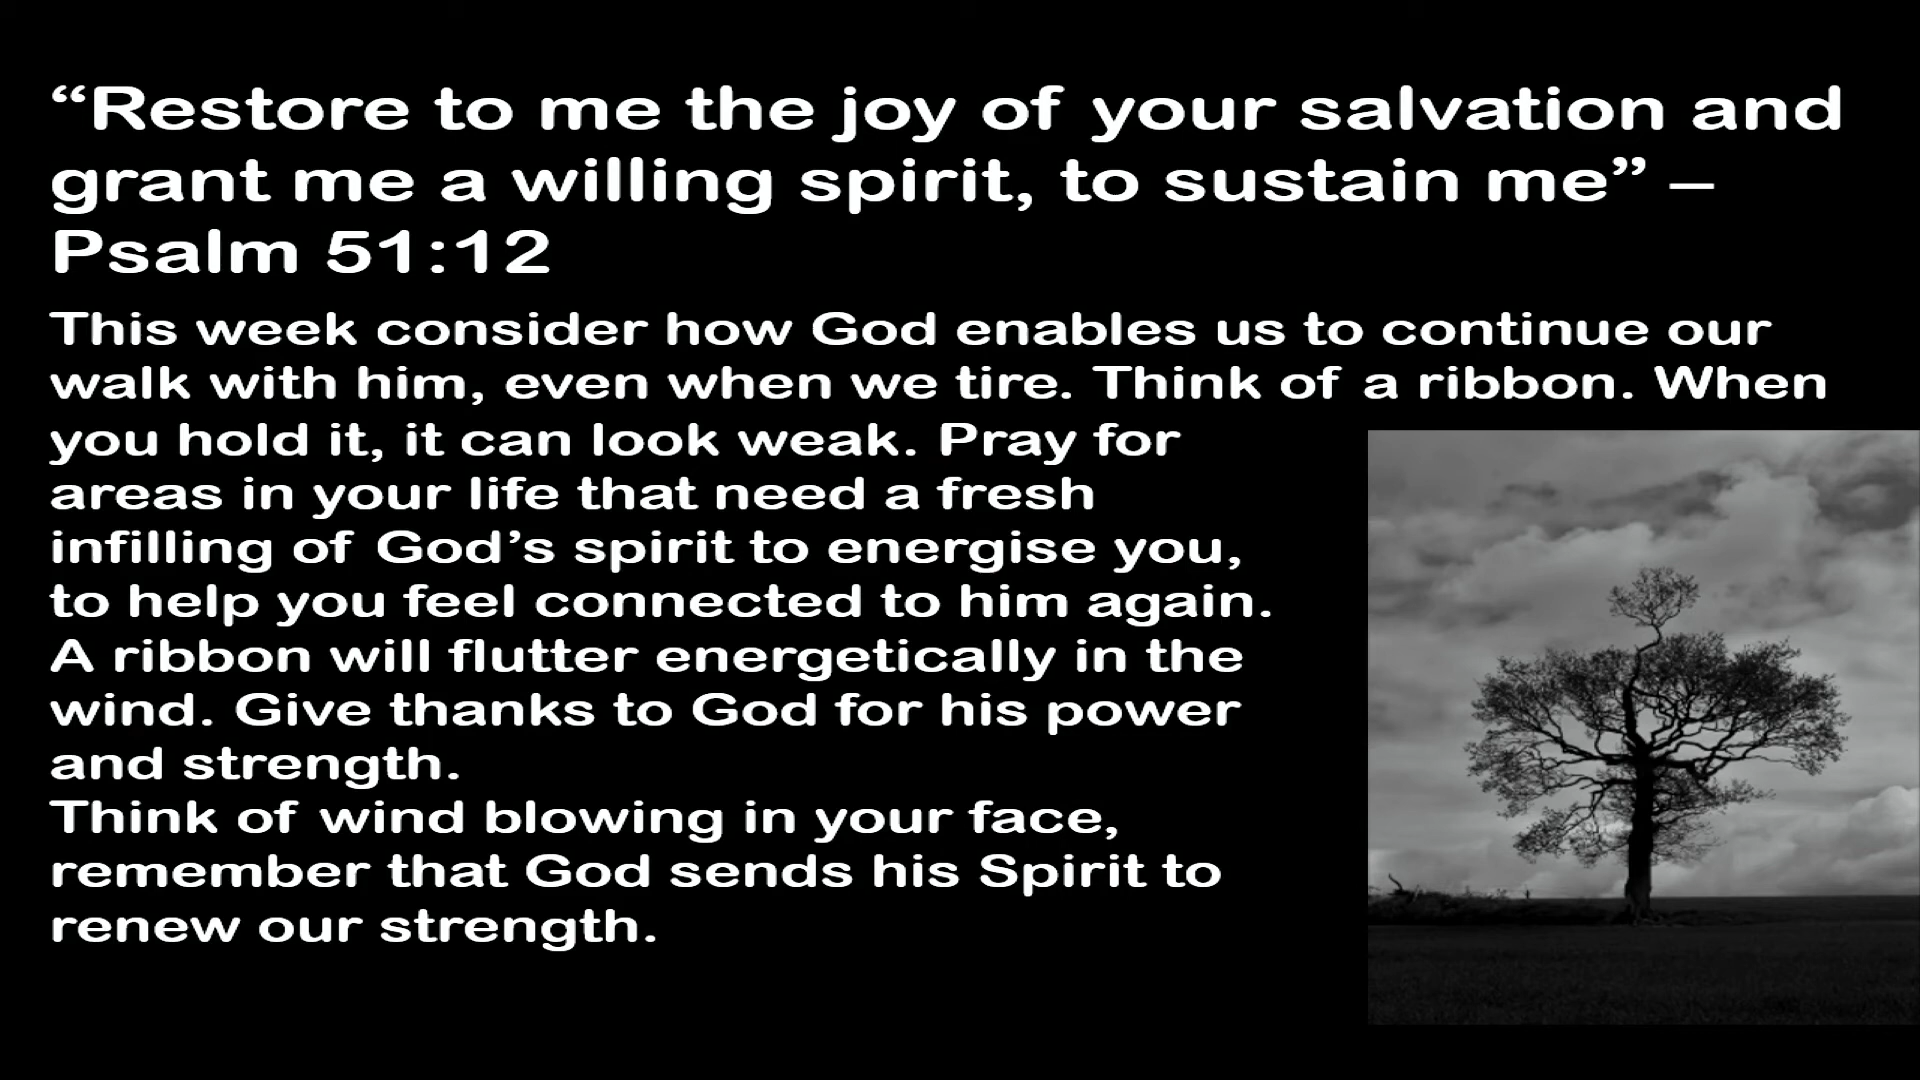 “Restore to me the joy of your salvation and
grant me a willing spirit, to sustain me” –
Psalm 51:12
This week consider how God enables us to continue our
walk with him, even when we tire. Think of a ribbon. When
you hold it, it can look weak. Pray for
areas in your life that need a fresh
infilling of God’s spirit to energise you,
to help you feel connected to him again.
A ribbon will flutter energetically in the
wind. Give thanks to God for his power
and strength.
Think of wind blowing in your face,
remember that God sends his Spirit to
renew our strength.